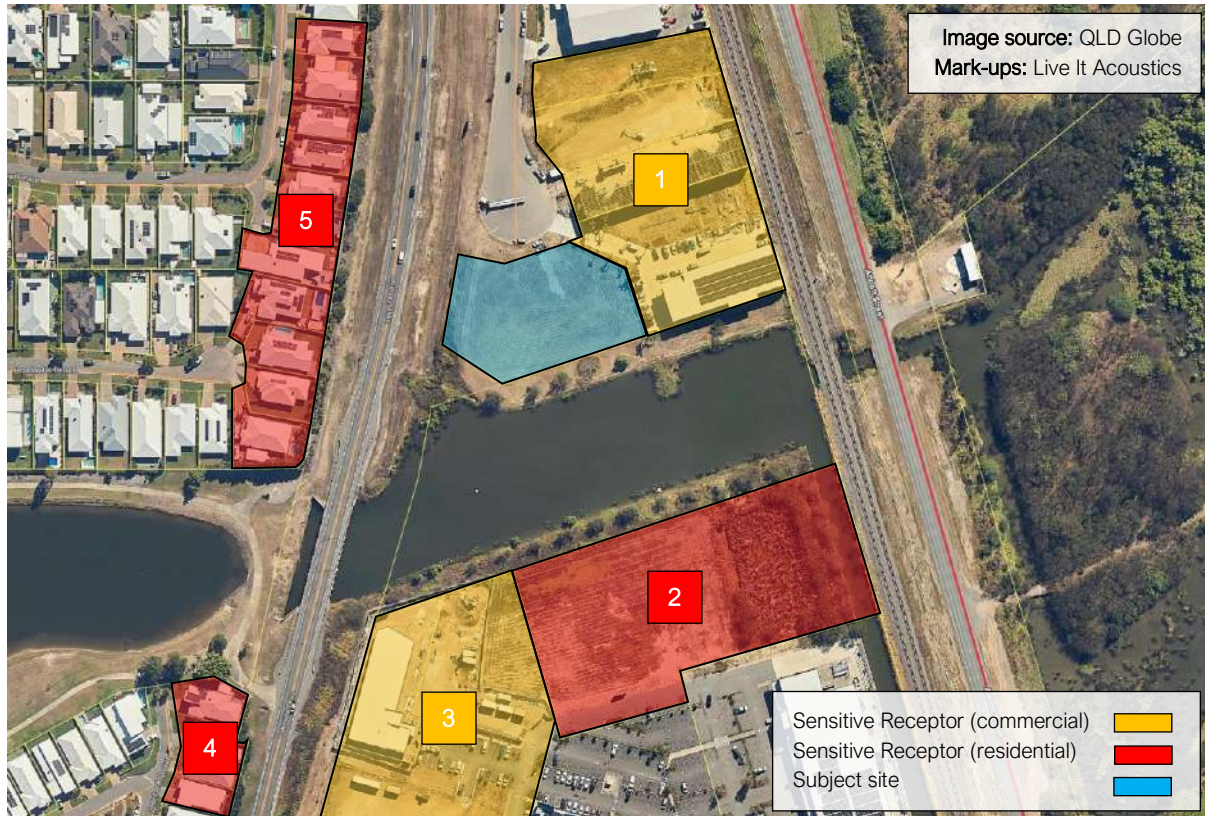 Image source: QLD Globe
Mark-ups: Live It Acoustics
1
5
2
3
4
Sensitive Receptor (commercial)
Sensitive Receptor (residential)
Subject site